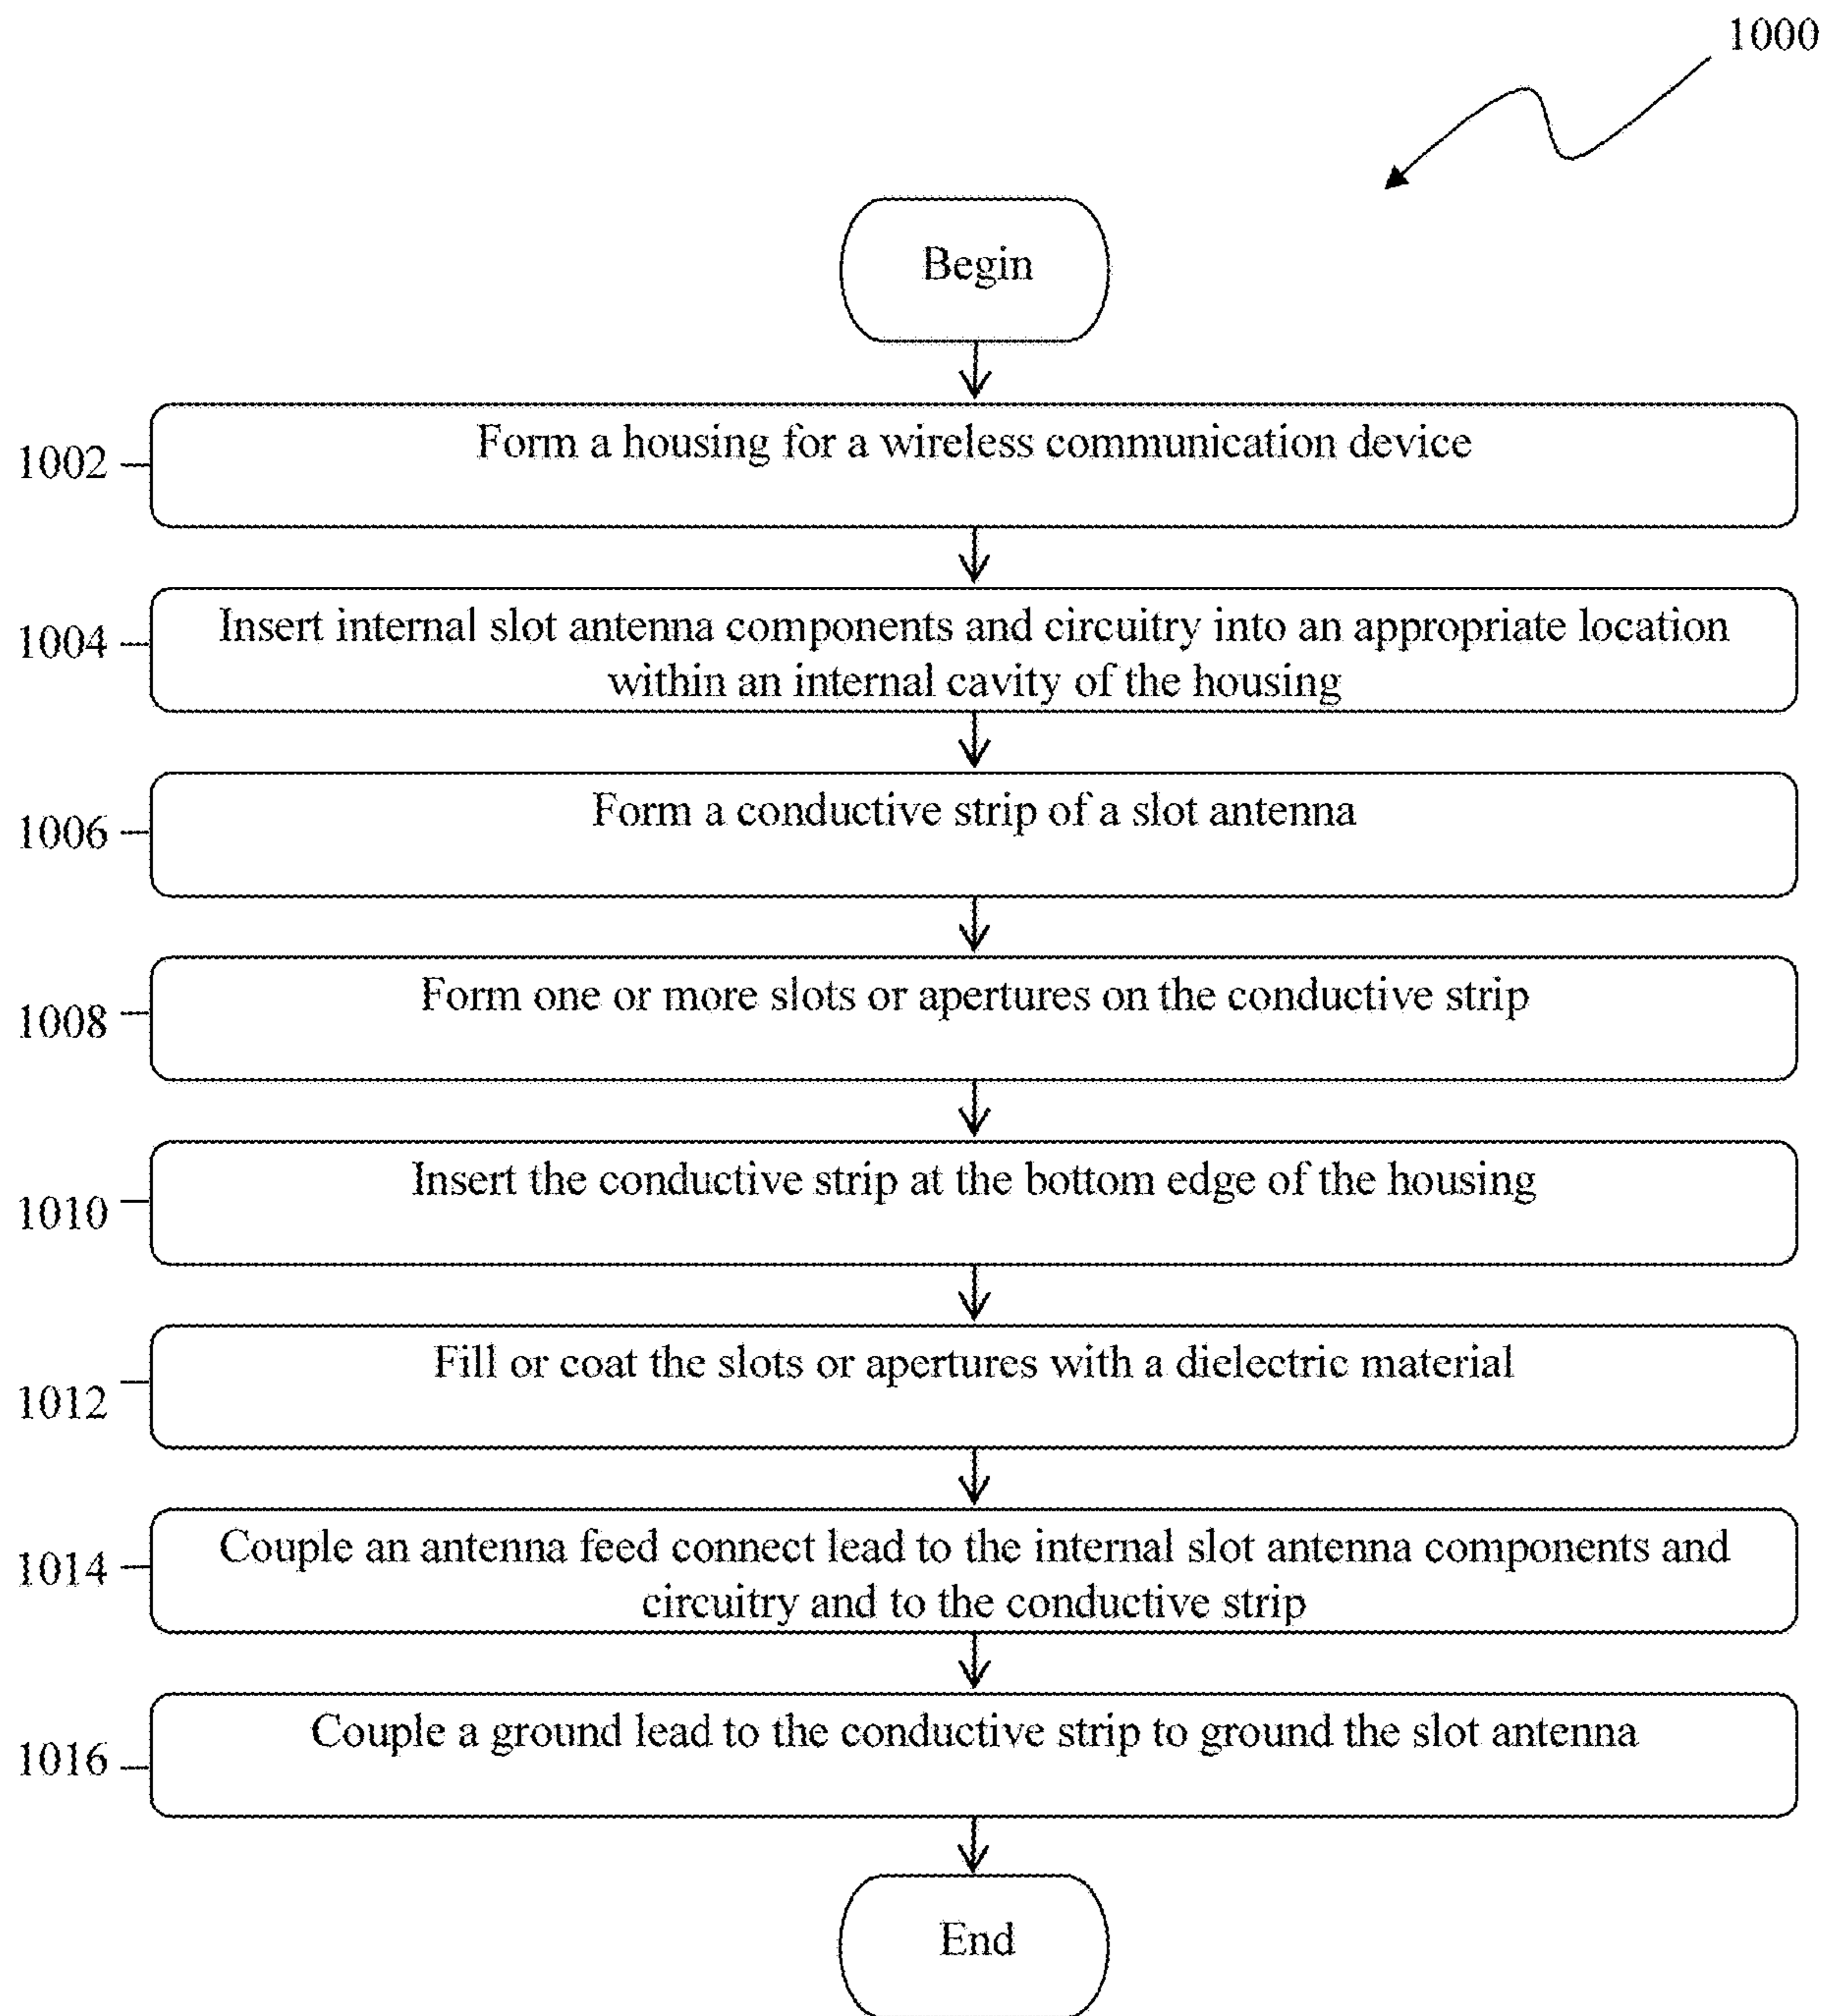 1000
Begin
1002
Form a housing for a wireless communication device
1004
Insert internal slot antenna components and circuitry into an appropriate location
within an internal cavity of the housing
1006
Form a conductive strip of a slot antenna
1008
Form one or more slots or apertures on the conductive strip
1010
Insert the conductive strip at the bottom edge of the housing
1012
Fill or coat the slots or apertures with a dielectric material
1014
Couple an antenna feed connect lead to the internal slot antenna components and
circuitry and to the conductive strip
1016
Couple a ground lead to the conductive strip to ground the slot antenna
End